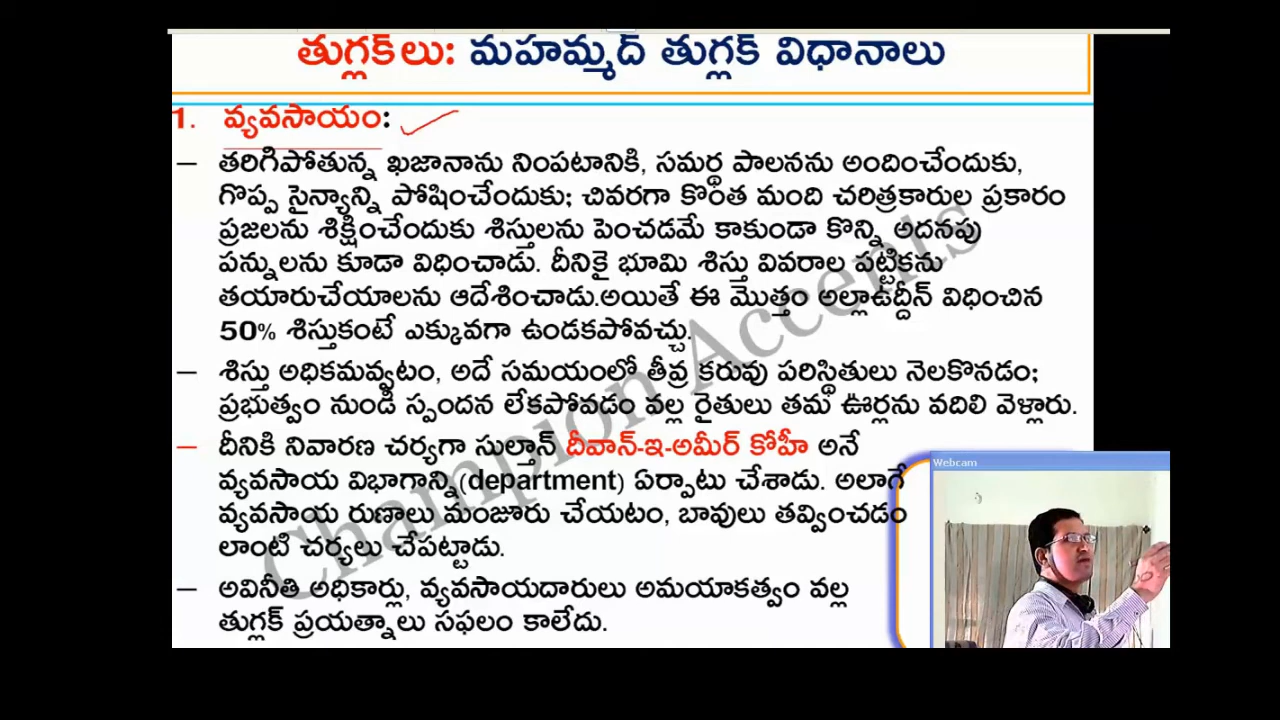 తుగ్లక్‌లు: మహమ్మద్ తుగ్లక్ విధానాలు
1. వ్యవసాయం:
– తరిగిపోతున్న ఖజానాను నింపటానికి, సమర్థ పాలనను అందించేందుకు,
గొప్ప సైన్యాన్ని పోషించేందుకు; చివరగా కొంత మంది చరిత్రకారుల ప్రకారం
ప్రజలను శిక్షించేందుకు శిస్తులను పెంచడమే కాకుండా కొన్ని అదనపు
పన్నులను కూడా విధించాడు. దీనికై భూమి శిస్తు వివరాల పట్టికను
తయారుచేయాలను ఆదేశించాడు.అయితే ఈ మొత్తం అల్లాఉద్దీన్ విధించిన
50% శిస్తుకంటే ఎక్కువగా ఉండకపోవచ్చు.
– శిస్తు అధికమవ్వటం, అదే సమయంలో తీవ్ర కరువు పరిస్థితులు నెలకొనడం;
ప్రభుత్వం నుండి స్పందన లేకపోవడం వల్ల రైతులు తమ ఊర్లను వదిలి వెళ్లారు.
– దీనికి నివారణ చర్యగా సుల్తాన్ దీవాన్-ఇ-అమీర్ కోహీ అనే
వ్యవసాయ విభాగాన్ని(department) ఏర్పాటు చేశాడు. అలాగే
వ్యవసాయ రుణాలు మంజూరు చేయటం, బావులు తవ్వించడం
లాంటి చర్యలు చేపట్టాడు.
– అవినీతి అధికార్లు, వ్యవసాయదారులు అమయాకత్వం వల్ల
తుగ్లక్ ప్రయత్నాలు సఫలం కాలేదు.
Champion Accents
Webcam